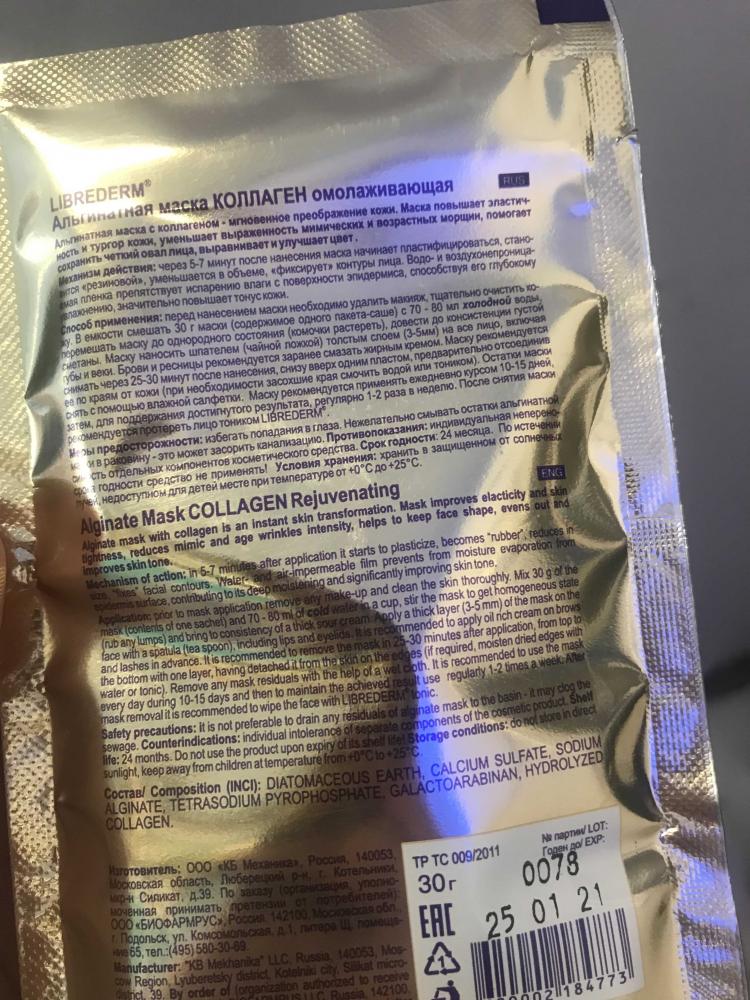 LIBREDERM®
RUS
Альгинатная маска КОЛЛАГЕН омолаживающая
Альгинатная маска с коллагеном - мгновенное преображение кожи. Маска повышает эластич-
ность и тургор кожи, уменьшает выраженность мимических и возрастных морщин, помогает
сохранить четкий овал лица, выравнивает и улучшает цвет.
Механизм действия: через 5-7 минут после нанесения маска начинает пластифицироваться, стано-
вится «резиновой», уменьшается в объеме, «фиксирует» контуры лица. Водо- и воздухонепроница-
емая пленка препятствует испарению влаги с поверхности эпидермиса, способствуя его глубокому
увлажнению, значительно повышает тонус кожи.
Способ применения: перед нанесением маски необходимо удалить макияж, тщательно очистить ко-
жу. В емкости смешать 30 г маски (содержимое одного пакета-саше) с 70 - 80 мл холодной воды,
перемешать маску до однородного состояния (комочки растереть), довести до консистенции густой
сметаны. Маску наносить шпателем (чайной ложкой) толстым слоем (3-5мм) на все лицо, включая
губы и веки. Брови и ресницы рекомендуется заранее смазать жирным кремом. Маску рекомендуется
снимать через 25-30 минут после нанесения, снизу вверх одним пластом, предварительно отсоединив
ее по краям от кожи (при необходимости засохшие края смочить водой или тоником). Остатки маски
снять с помощью влажной салфетки. Маску рекомендуется применять ежедневно курсом 10-15 дней,
затем, для поддержания достигнутого результата, регулярно 1-2 раза в неделю. После снятия маски
рекомендуется протереть лицо тоником LIBREDERM®.
Меры предосторожности: избегать попадания в глаза. Нежелательно смывать остатки альгинатной
маски в раковину - это может засорить канализацию. Противопоказания: индивидуальная неперено-
симость отдельных компонентов косметического средства. Срок годности: 24 месяца. По истечении
срока годности средство не применять! Условия хранения: хранить в защищенном от солнечных
лучей, недоступном для детей месте при температуре от +0°С до +25°С.
ENG
Alginate Mask COLLAGEN Rejuvenating
Alginate mask with collagen is an instant skin transformation. Mask improves elacticity and skin
tightness, reduces mimic and age wrinkles intensity, helps to keep face shape, evens out and
improves skin tone.
Mechanism of action: in 5-7 minutes after application it starts to plasticize, becomes "rubber", reduces in
size, "fixes" facial contours. Water- and air-impermeable film prevents from moisture evaporation from
epidermis surface, contributing to its deep moistening and significantly improving skin tone.
Application: prior to mask application remove any make-up and clean the skin thoroughly. Mix 30 g of the
mask (contents of one sachet) and 70 - 80 ml of cold water in a cup, stir the mask to get homogeneous state
(rub any lumps) and bring to consistency of a thick sour cream. Apply a thick layer (3-5 mm) of the mask on the
face with a spatula (tea spoon), including lips and eyelids. It is recommended to apply oil rich cream on brows
and lashes in advance. It is recommended to remove the mask in 25-30 minutes after application, from top to
the bottom with one layer, having detached it from the skin on the edges (if required, moisten dried edges with
water or tonic). Remove any mask residuals with the help of a wet cloth. It is recommended to use the mask
every day during 10-15 days and then to maintain the achieved result use regularly 1-2 times a week. After
mask removal it is recommended to wipe the face with LIBREDERM® tonic.
Safety precautions: It is not preferable to drain any residuals of alginate mask to the basin - it may clog the
sewage. Counterindications: individual intolerance of separate components of the cosmetic product. Shelf
life: 24 months. Do not use the product upon expiry of its shelf life! Storage conditions: do not store in direct
sunlight, keep away from children at temperature from +0°C to +25°C.
Состав/ Composition (INCI): DIATOMACEOUS EARTH, CALCIUM SULFATE, SODIUM
ALGINATE, TETRASODIUM PYROPHOSPHATE, GALACTOARABINAN, HYDROLYZED
COLLAGEN.
Изготовитель: ООО «КБ Механика», Россия, 140053,
Московская область, Люберецкий р-н, г. Котельники,
мкр-н Силикат, д.39. По заказу (организация, уполно-
моченная принимать претензии от потребителей):
ООО «БИОФАРМРУС», Россия, 142100, Московская обл.,
г. Подольск, ул. Комсомольская, д.1, литера Щ, помеще-
ние 65, тел.:(495) 580-30-69.
Manufacturer: "KB Mekhanika" LLC, Russia, 140053, Mos-
cow Region, Lyuberetsky district, Kotelniki city, Silikat micro-
district, 39. By order of (organization authorized to receive
LLC, Russia, 142100,
ТР ТС 009/2011
№ партии/ LOT:
Годен до/ EXP:
30 г
0078
EAC
25 01 21
1
184773